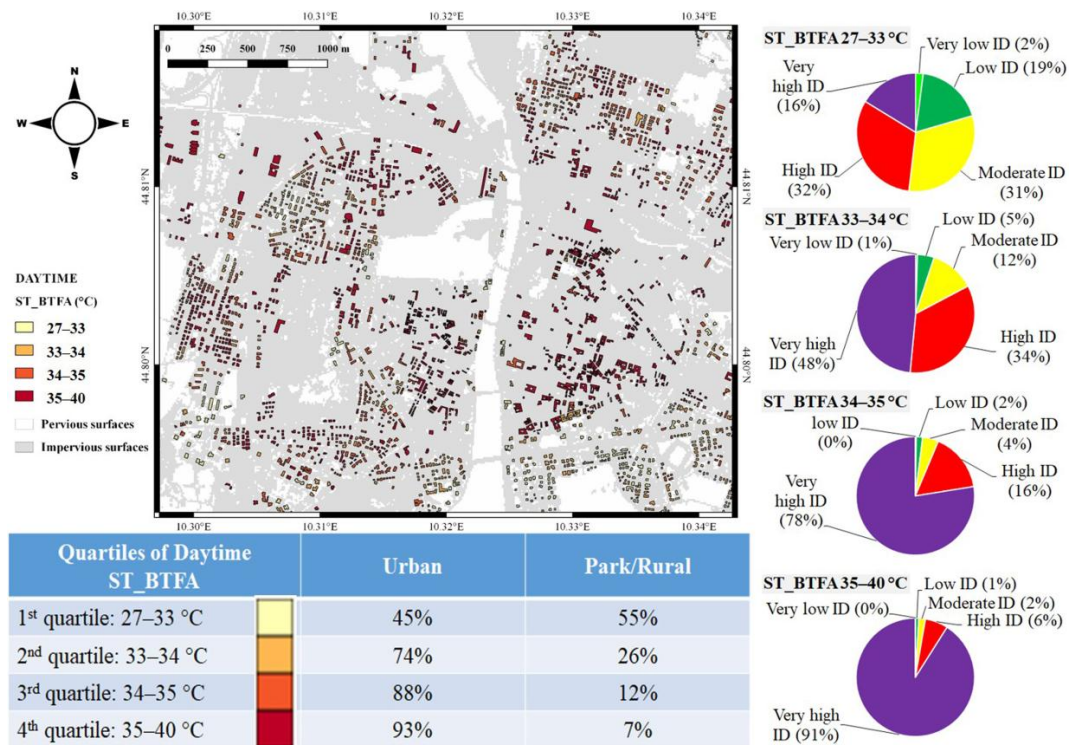 10.30°E 10.31°E 10.32°E 10.33°E 10.34°E
0 250 500 750 1000 m
N
W E
S
44.81°N
44.81°N
44.80°N
44.80°N
DAYTIME
ST_BTFA (°C)
27–33
33–34
34–35
35–40
Pervious surfaces
Impervious surfaces
10.30°E 10.31°E 10.32°E 10.33°E 10.34°E
Quartiles of Daytime
ST_BTFA
Urban
Park/Rural
1st quartile: 27–33 °C 45% 55%
2nd quartile: 33–34 °C 74% 26%
3rd quartile: 34–35 °C 88% 12%
4th quartile: 35–40 °C 93% 7%
ST_BTFA 27–33 °C
Very low ID (2%)
Low ID (19%)
Very
high ID
(16%)
High ID
(32%)
Moderate ID
(31%)
ST_BTFA 33–34 °C
Low ID (5%)
Very low ID (1%)
Moderate ID
(12%)
Very high
ID (48%)
High ID
(34%)
ST_BTFA 34–35 °C
Low ID (2%)
low ID
(0%)
Moderate ID
(4%)
High ID
(16%)
Very
high ID
(78%)
ST_BTFA 35–40 °C
Low ID (1%)
Very low ID (0%)
Moderate ID (2%)
High ID (6%)
Very high
ID (91%)